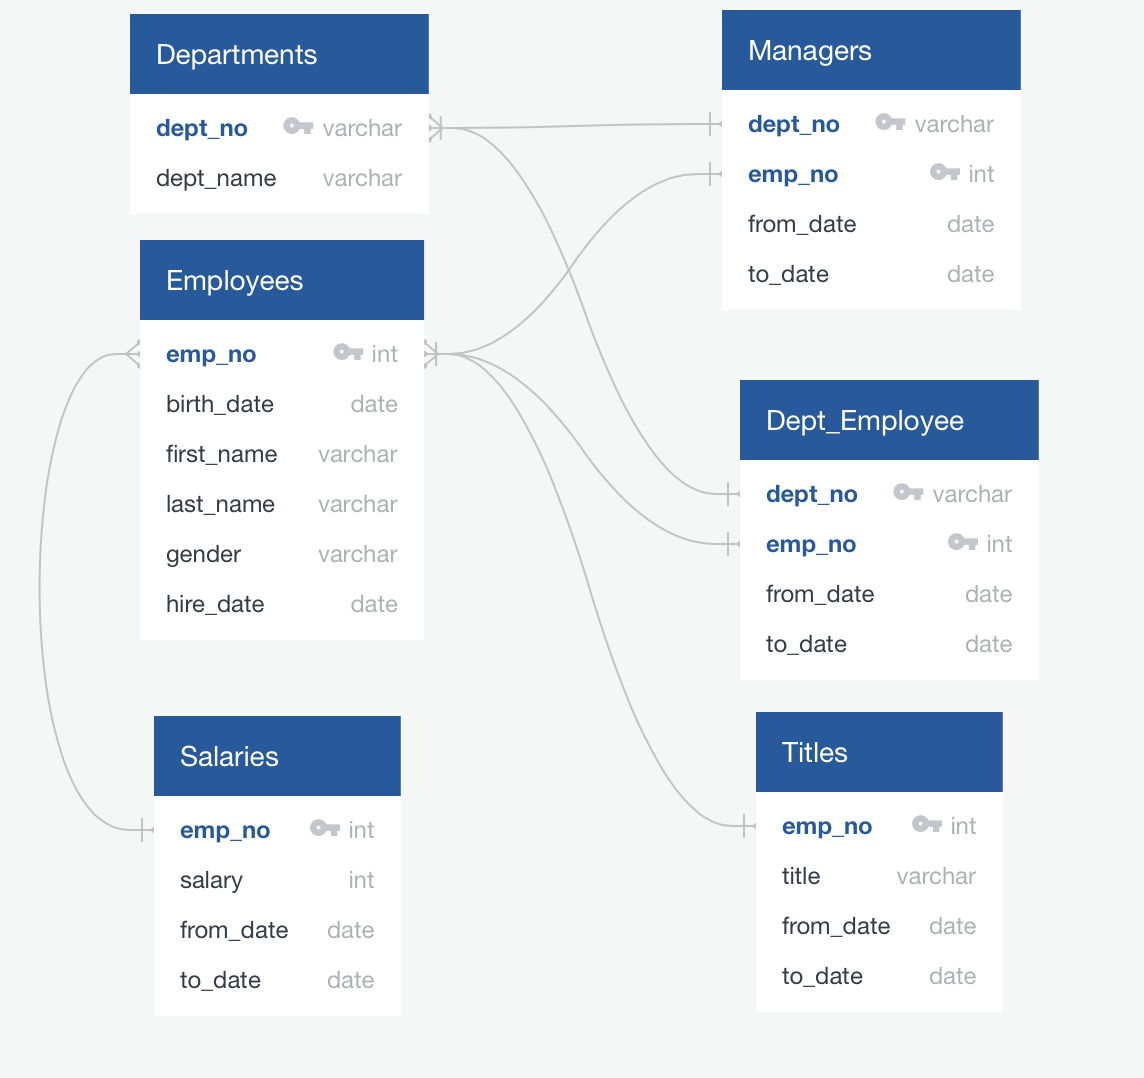 Departments
dept_no varchar
dept_name varchar
Employees
emp_no int
birth_date date
first_name varchar
last_name varchar
gender varchar
hire_date date
Salaries
emp_no int
salary int
from_date date
to_date date
Managers
dept_no varchar
emp_no int
from_date date
to_date date
Dept_Employee
dept_no varchar
emp_no int
from_date date
to_date date
Titles
emp_no int
title varchar
from_date date
to_date date